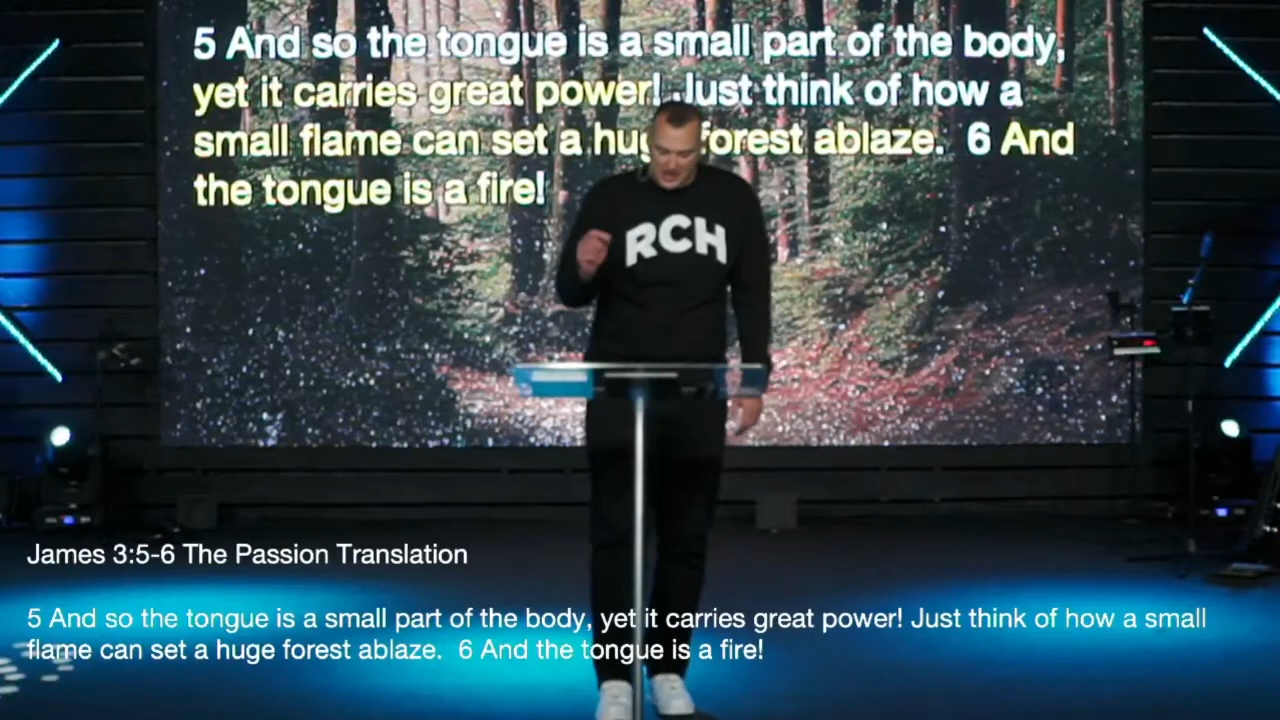 5 And so the tongue is a small part of the body,
yet it carries great power! Just think of how a
small flame can set a huge forest ablaze.  6 And
the tongue is a fire!
RCH
James 3:5-6 The Passion Translation
5 And so the tongue is a small part of the body, yet it carries great power! Just think of how a small
flame can set a huge forest ablaze.  6 And the tongue is a fire!